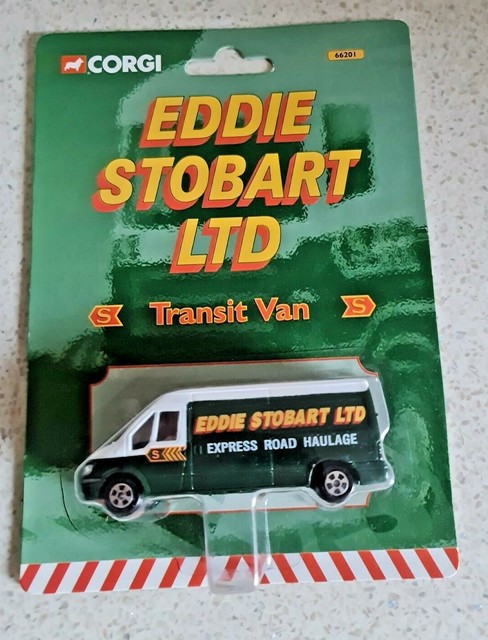 CORGI
66201
EDDIE
STOBART
LTD
S Transit Van S
EDDIE STOBART LTD
S EXPRESS ROAD HAULAGE